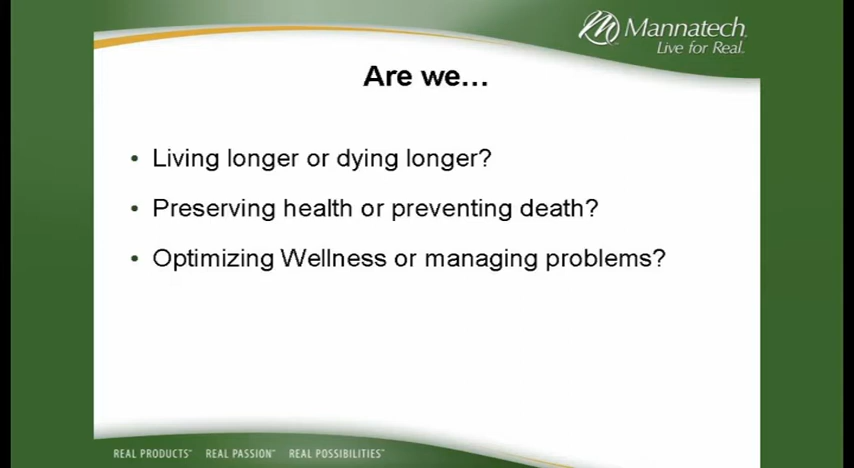 Mannatech
Live for Real.
Are we…
• Living longer or dying longer?
• Preserving health or preventing death?
• Optimizing Wellness or managing problems?
REAL PRODUCTS™ REAL PASSION™ REAL POSSIBILITIES™